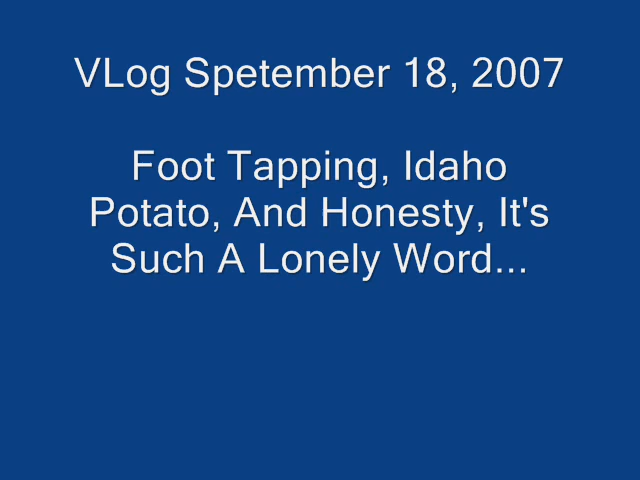 VLog Spetember 18, 2007
Foot Tapping, Idaho
Potato, And Honesty, It's
Such A Lonely Word...